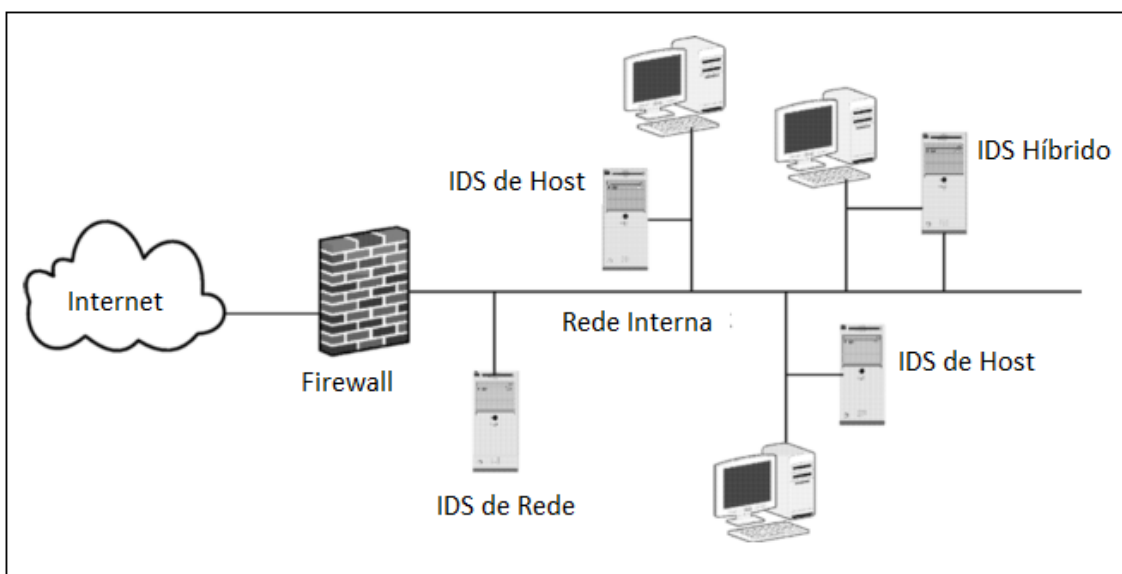 IDS Híbrido
IDS de Host
Internet
Rede Interna
IDS de Host
Firewall
IDS de Rede